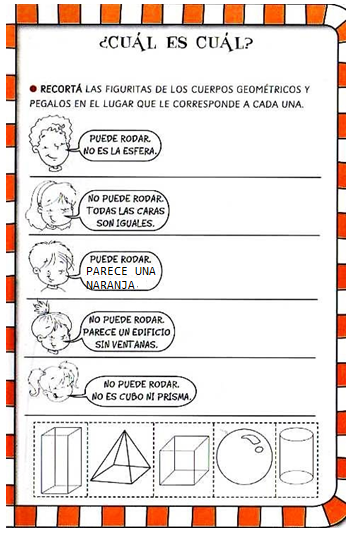 ¿CUÁL ES CUÁL?
● RECORTÁ LAS FIGURITAS DE LOS CUERPOS GEOMÉTRICOS Y
PEGALOS EN EL LUGAR QUE LE CORRESPONDE A CADA UNA.
PUEDE RODAR.
NO ES LA ESFERA.
NO PUEDE RODAR.
TODAS LAS CARAS
SON IGUALES.
PUEDE RODAR.
PARECE UNA
NARANJA.
NO PUEDE RODAR.
PARECE UN EDIFICIO
SIN VENTANAS.
NO PUEDE RODAR.
NO ES CUBO NI PRISMA.